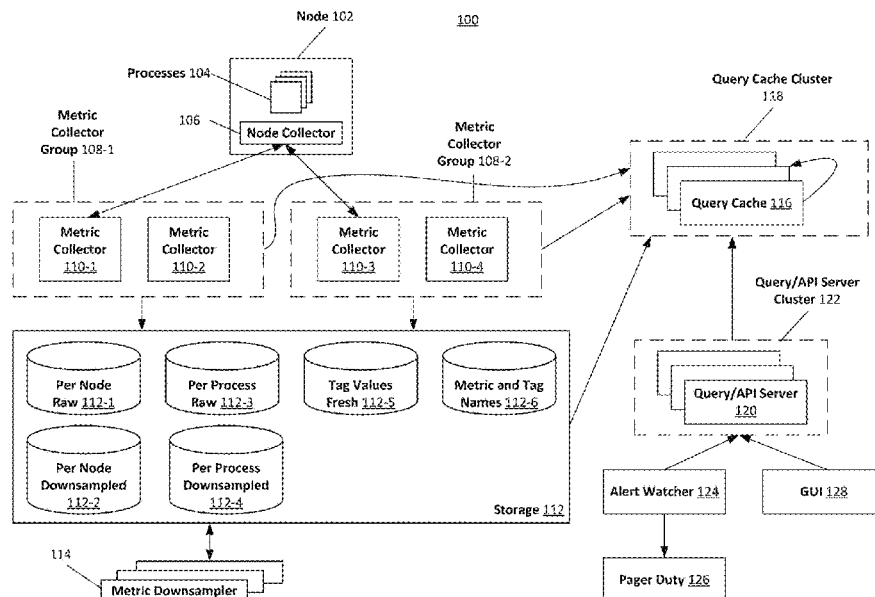 Node 102
100
Processes 104
106
Node Collector
Metric
Collector
Group 108-1
Metric
Collector
Group 108-2
Query Cache Cluster
118
Query Cache 116
Metric
Collector
110-1
Metric
Collector
110-2
Metric
Collector
110-3
Metric
Collector
110-4
Query/API Server
Cluster 122
Query/API Server
120
Per Node
Raw 112-1
Per Process
Raw 112-3
Tag Values
Fresh 112-5
Metric and Tag
Names 112-6
Per Node
Downsampled
112-2
Per Process
Downsampled
112-4
Storage 112
Alert Watcher 124
GUI 128
114
Metric Downsampler
Pager Duty 126